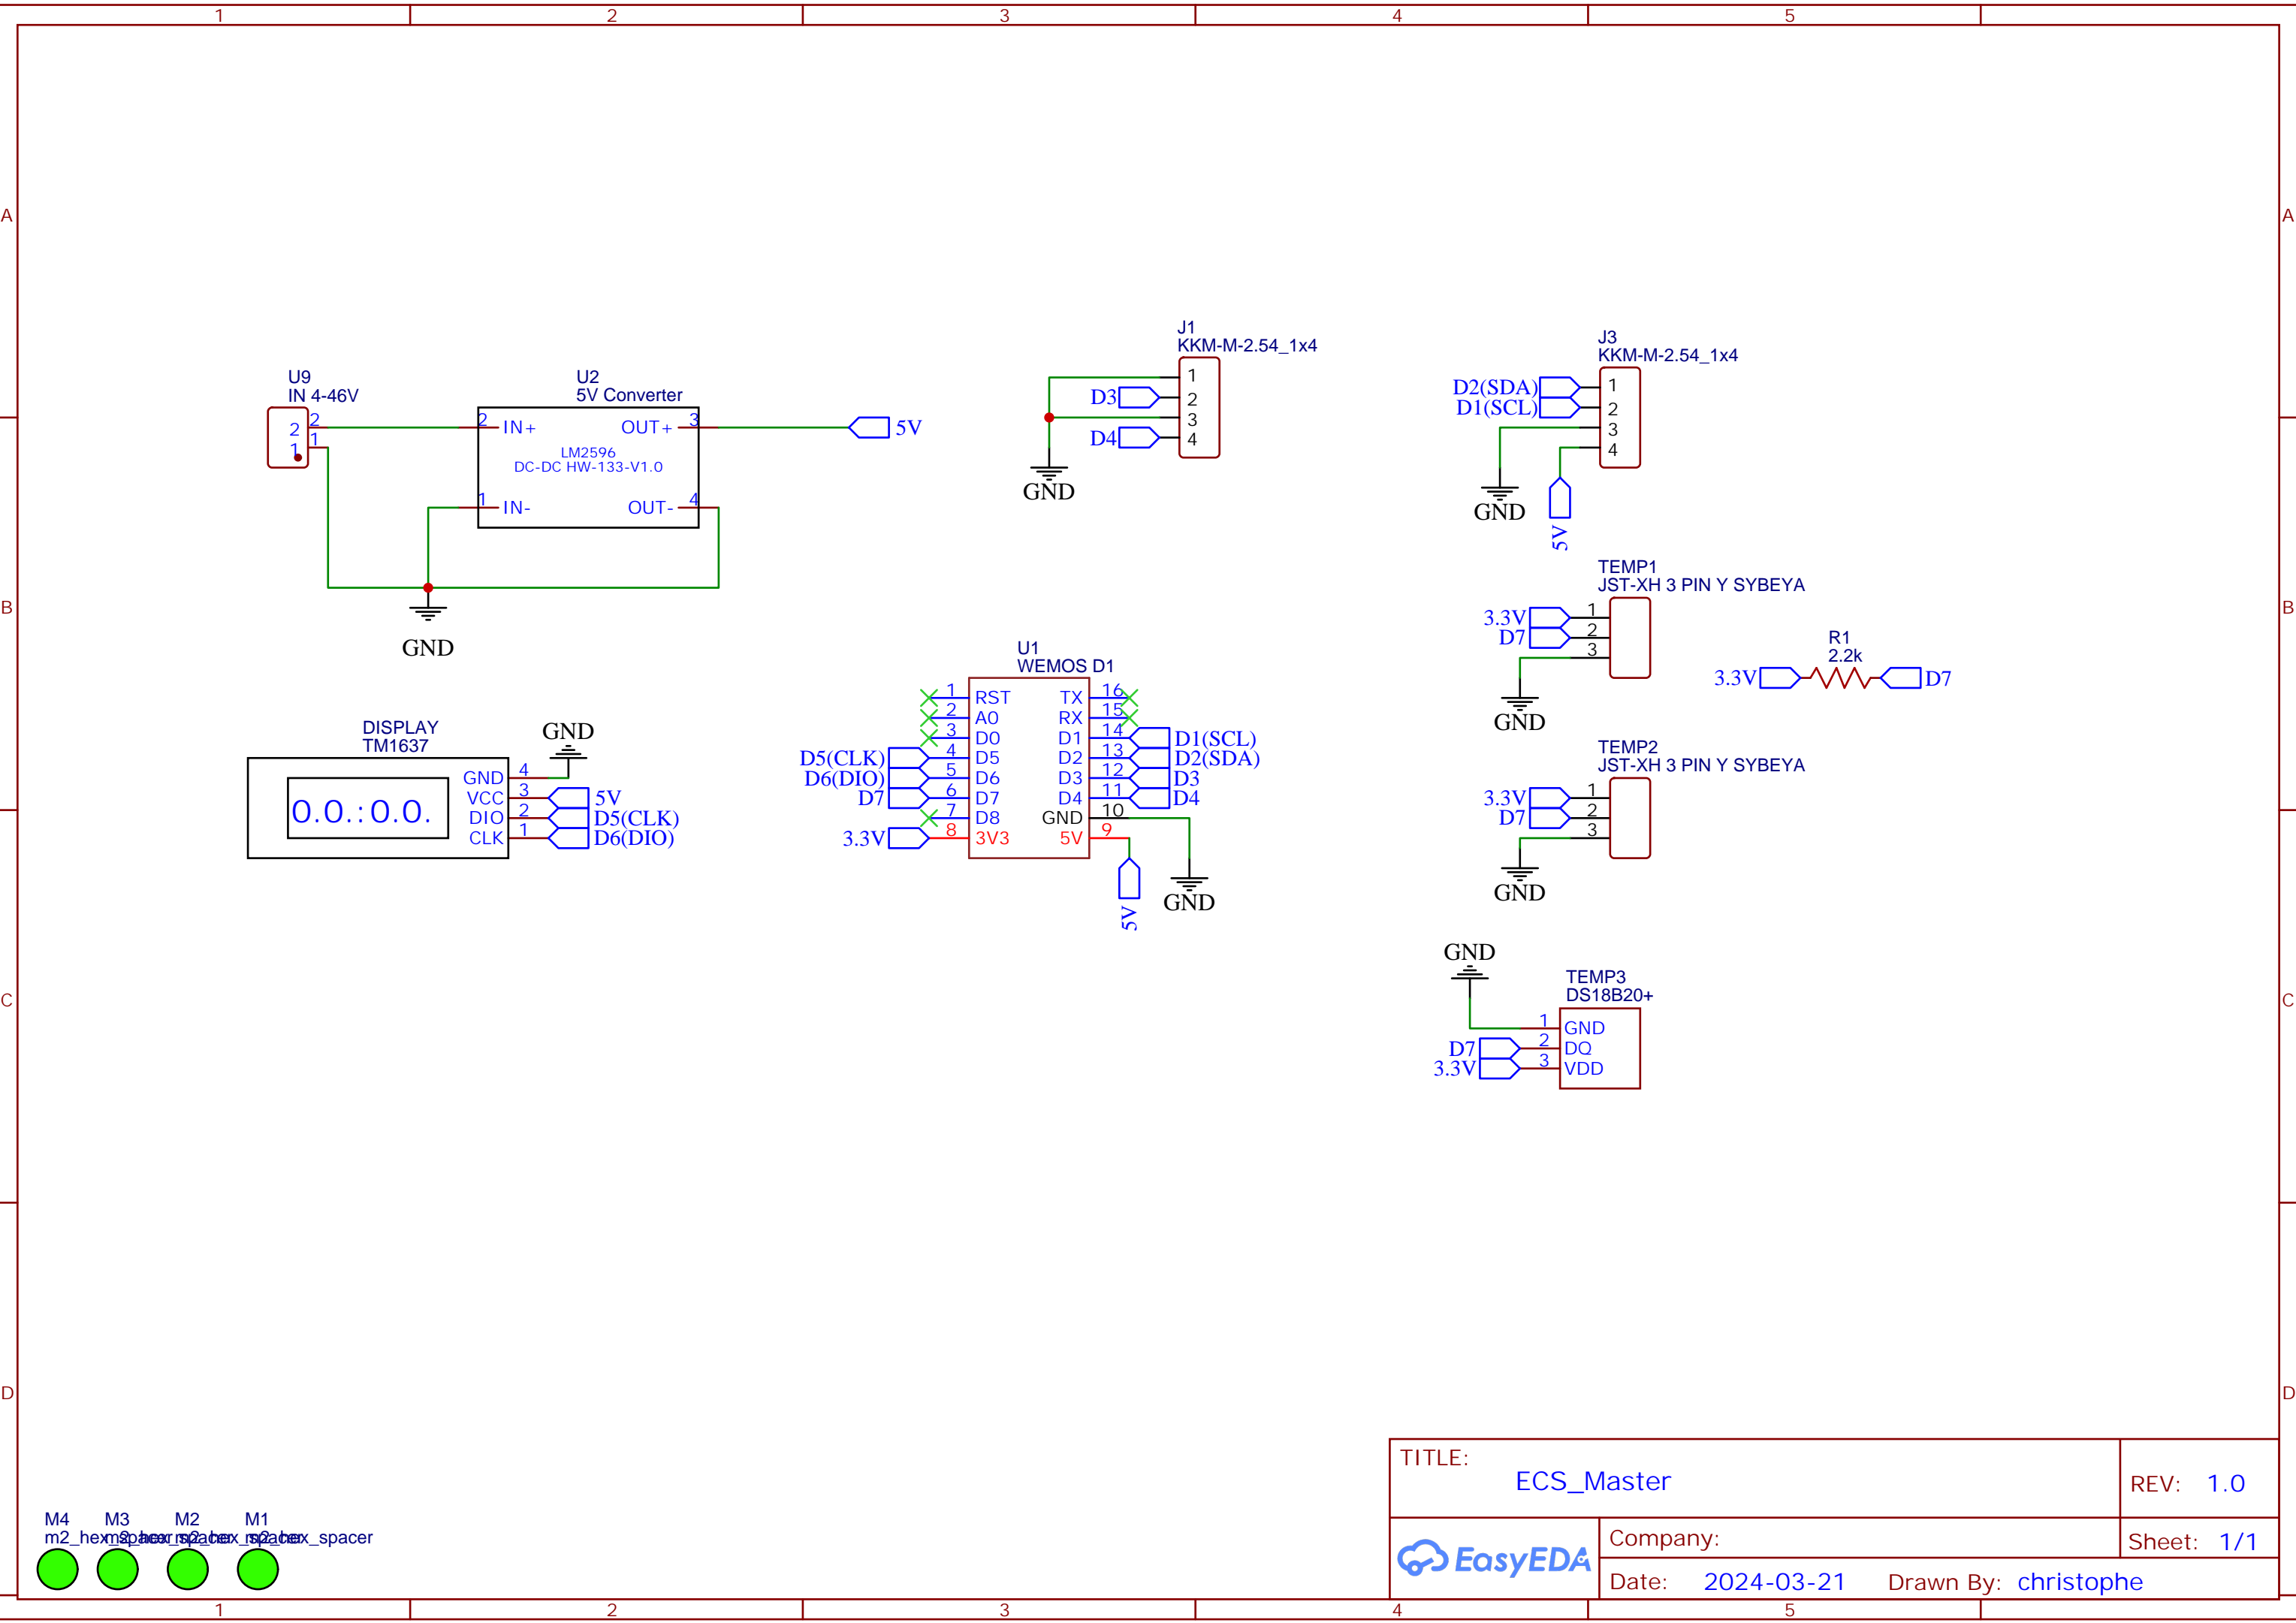 1 2 3 4 5
A A
J1
KKM-M-2.54_1x4
J3
KKM-M-2.54_1x4
U9
IN 4-46V
U2
5V Converter
D2(SDA) 1
D1(SCL) 2
3
4
GND
5V
1
D3 2
3
D4 4
GND
2 2
1 1
2 IN+ OUT+ 3 5V
LM2596
DC-DC HW-133-V1.0
1 IN- OUT- 4
GND
TEMP1
JST-XH 3 PIN Y SYBEYA
3.3V 1
D7 2
3
GND
B B
R1
2.2k
3.3V D7
U1
WEMOS D1
1 RST TX 16
2 A0 RX 15
3 D0 D1 14 D1(SCL)
D5(CLK) 4 D5 D2 13 D2(SDA)
D6(DIO) 5 D6 D3 12 D3
D7 6 D7 D4 11 D4
7 D8 GND 10
3.3V 8 3V3 5V 9
5V
GND
DISPLAY
TM1637
GND
0.0.:0.0.
GND 4
VCC 3 5V
DIO 2 D5(CLK)
CLK 1 D6(DIO)
TEMP2
JST-XH 3 PIN Y SYBEYA
3.3V 1
D7 2
3
GND
GND
TEMP3
DS18B20+
1 GND
D7 2 DQ
3.3V 3 VDD
C C
D D
M4 M3 M2 M1
m2_hex_spacer m2_hex_spacer m2_hex_spacer m2_hex_spacer
TITLE:
ECS_Master
REV: 1.0
EasyEDA
Company:
Sheet: 1/1
Date: 2024-03-21 Drawn By: christophe
1 2 3 4 5